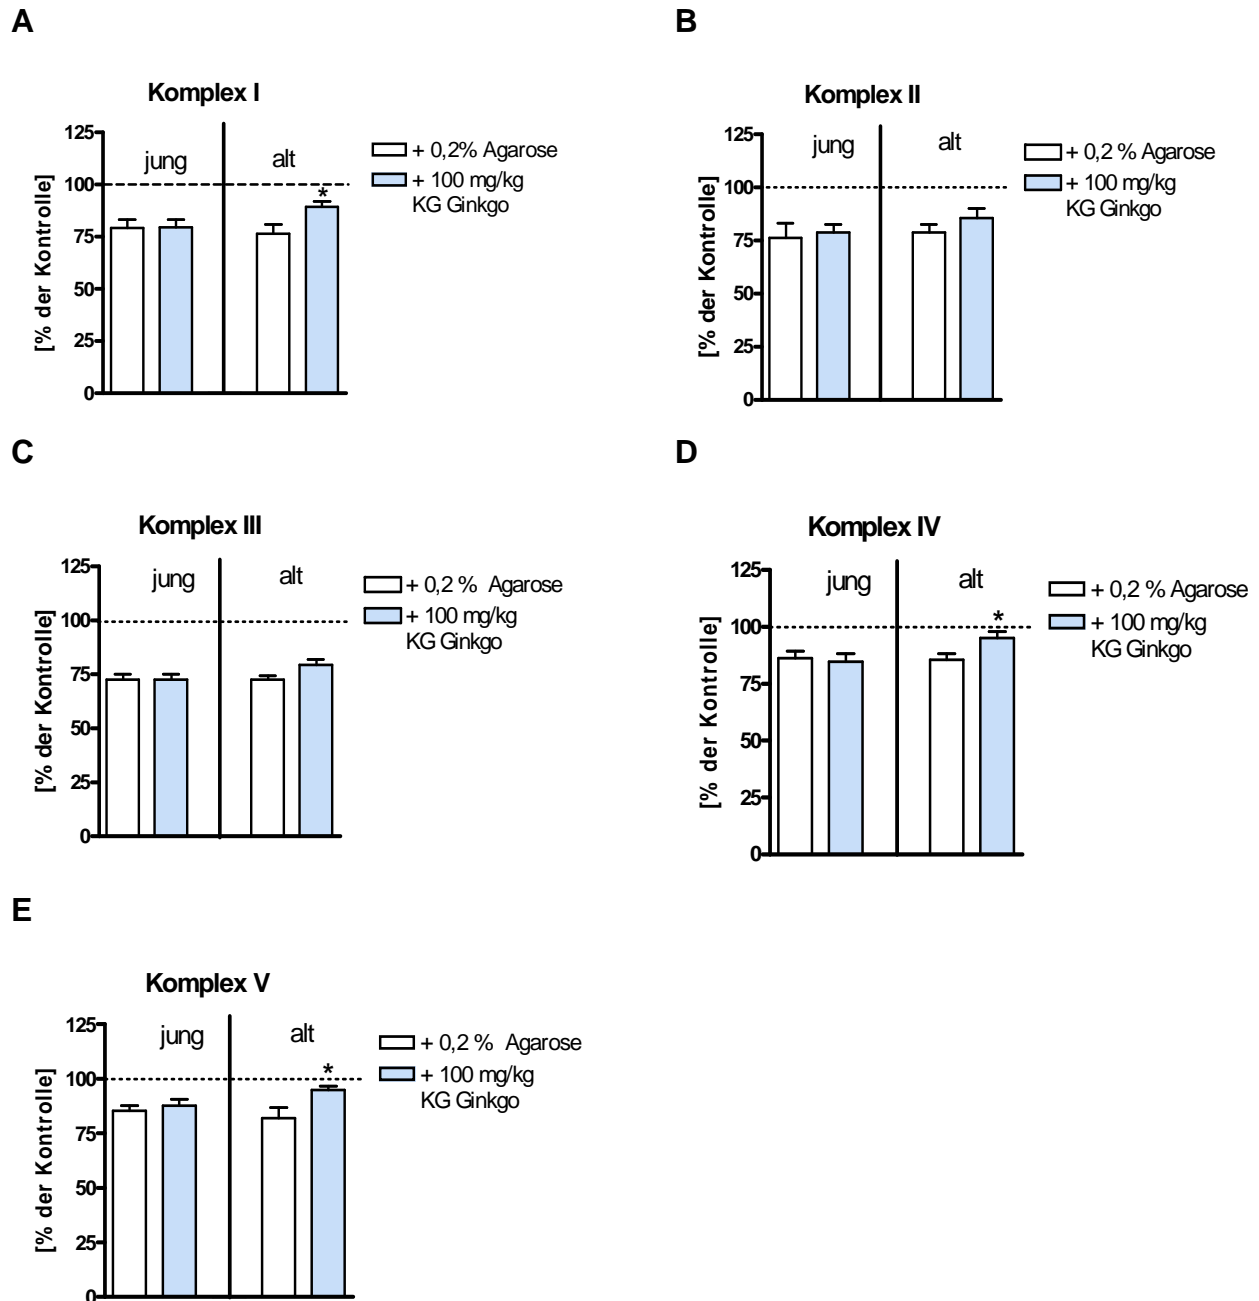 A
Komplex I
125
100
75
50
25
0
[% der Kontrolle]
jung
alt
*
+ 0,2% Agarose
+ 100 mg/kg
KG Ginkgo
B
Komplex II
125
100
75
50
25
0
[% der Kontrolle]
jung
alt
+ 0,2 % Agarose
+ 100 mg/kg
KG Ginkgo
C
Komplex III
125
100
75
50
25
0
[% der Kontrolle]
jung
alt
+ 0,2 % Agarose
+ 100 mg/kg
KG Ginkgo
D
Komplex IV
125
100
75
50
25
0
[% der Kontrolle]
jung
alt
*
+ 0,2 % Agarose
+ 100 mg/kg
KG Ginkgo
E
Komplex V
125
100
75
50
25
0
[% der Kontrolle]
jung
alt
*
+ 0,2 % Agarose
+ 100 mg/kg
KG Ginkgo